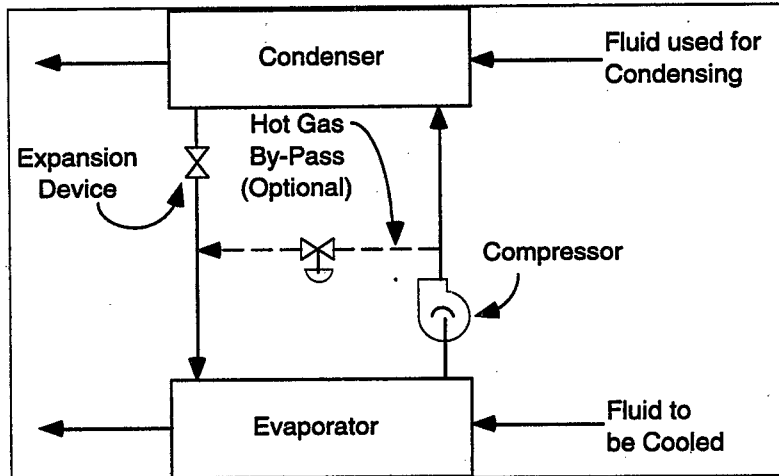 Condenser
Fluid used for
Condensing
Hot Gas
By-Pass
(Optional)
Expansion
Device
Compressor
Evaporator
Fluid to
be Cooled